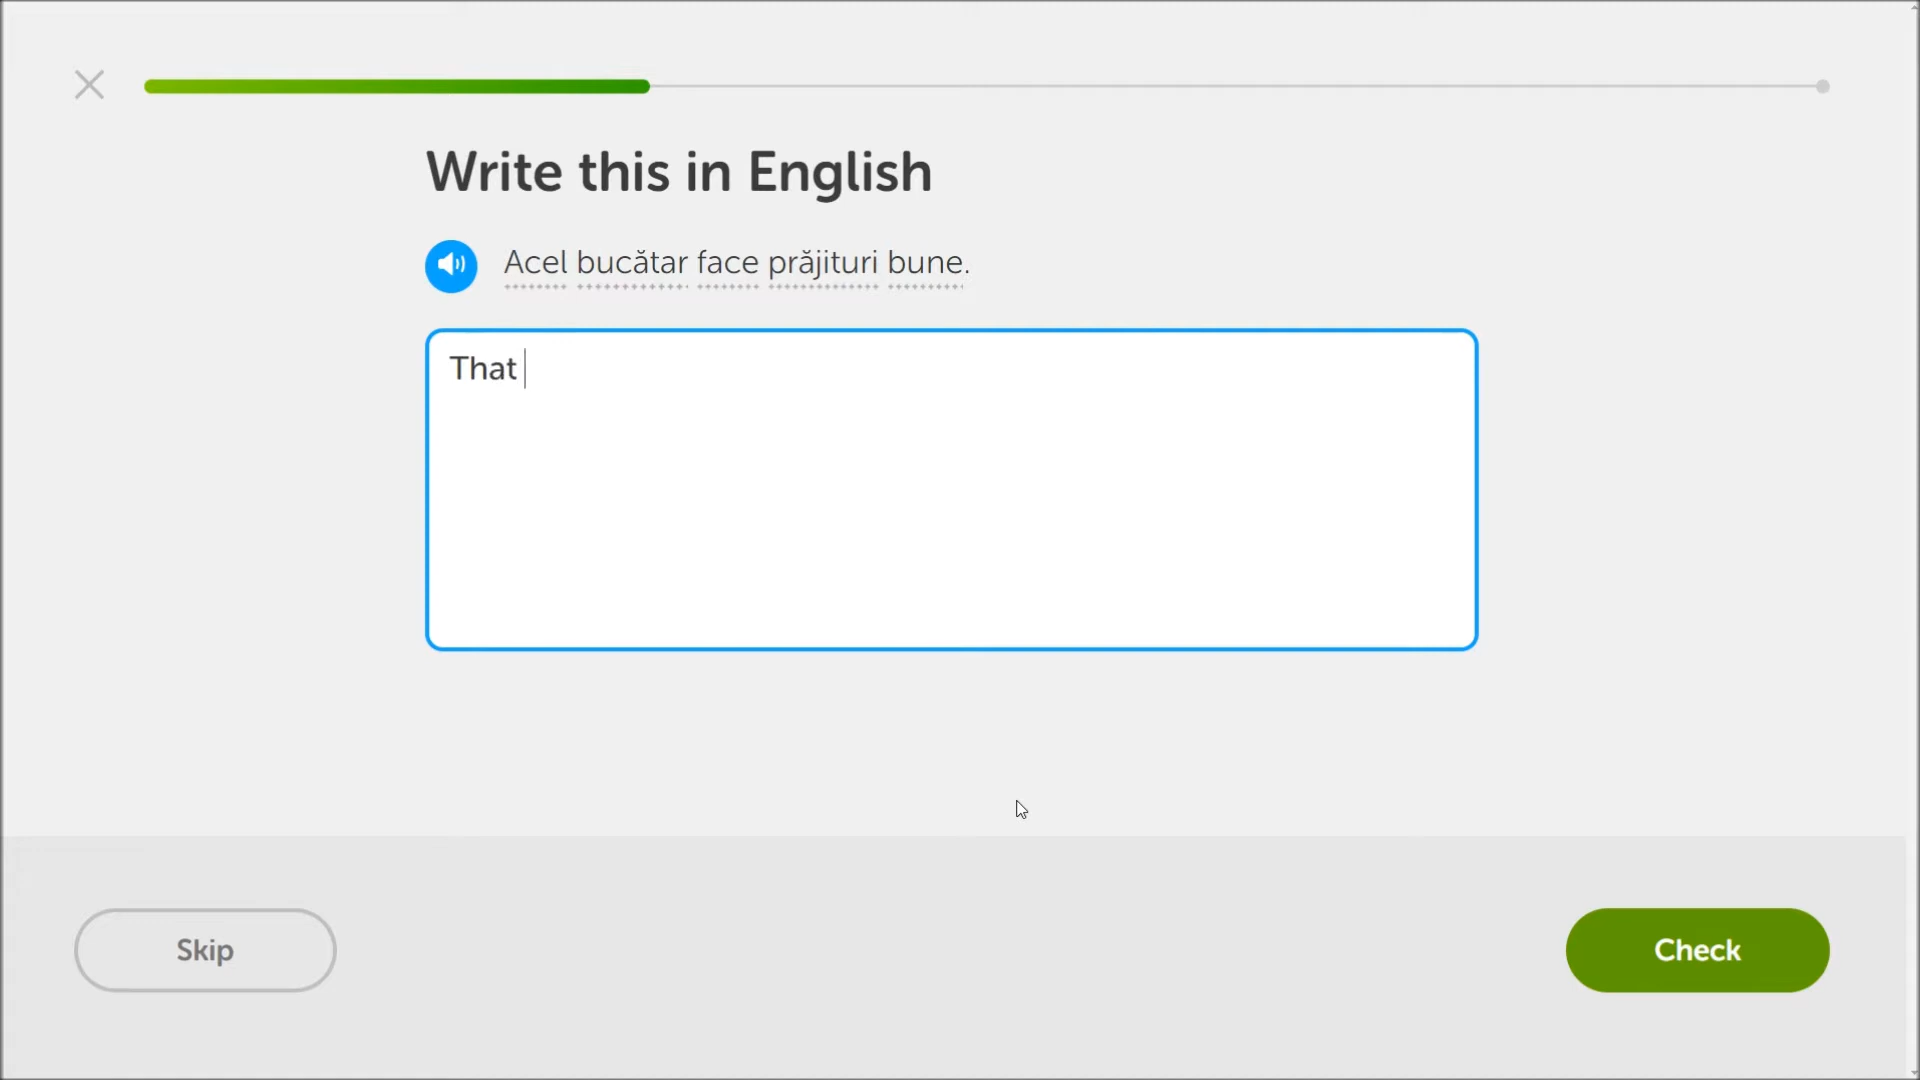 Write this in English
Acel bucătar face prăjituri bune.
That
Skip
Check